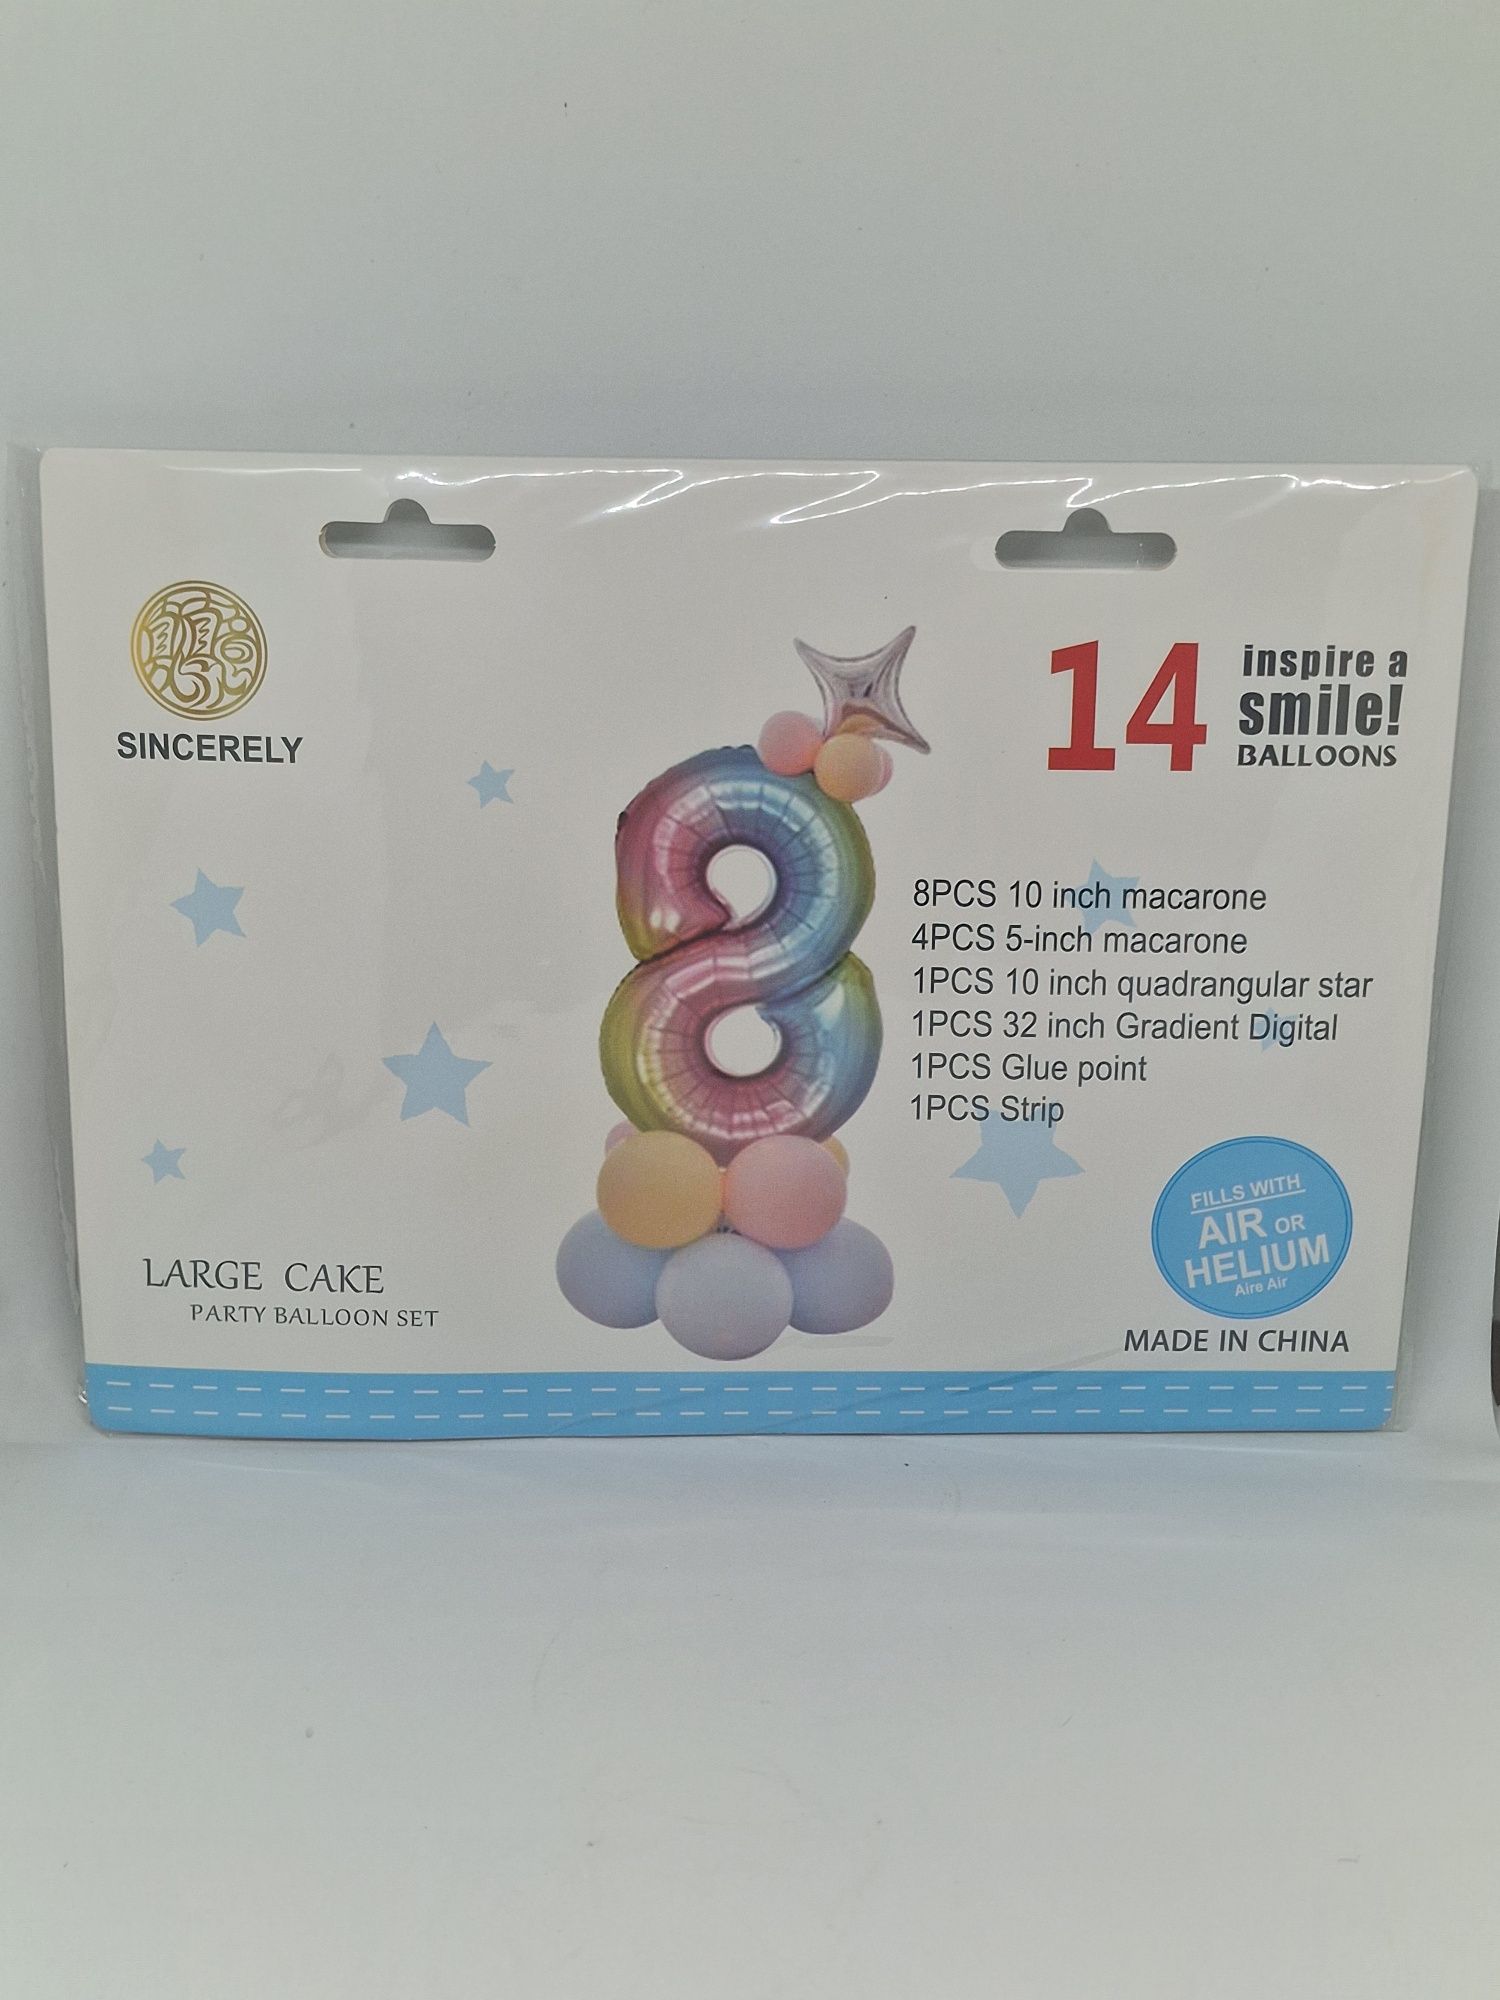 SINCERELY
14
inspire a
smile!
BALLOONS
8PCS 10 inch macarone
4PCS 5-inch macarone
1PCS 10 inch quadrangular star
1PCS 32 inch Gradient Digital
1PCS Glue point
1PCS Strip
FILLS WITH
AIR OR
HELIUM
Aire Air
MADE IN CHINA
LARGE CAKE
PARTY BALLOON SET
8